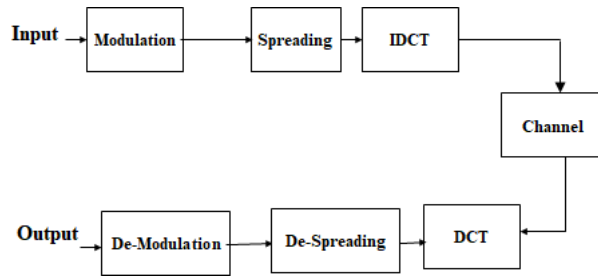 Input
Modulation
Spreading
IDCT
Channel
Output
De-Modulation
De-Spreading
DCT